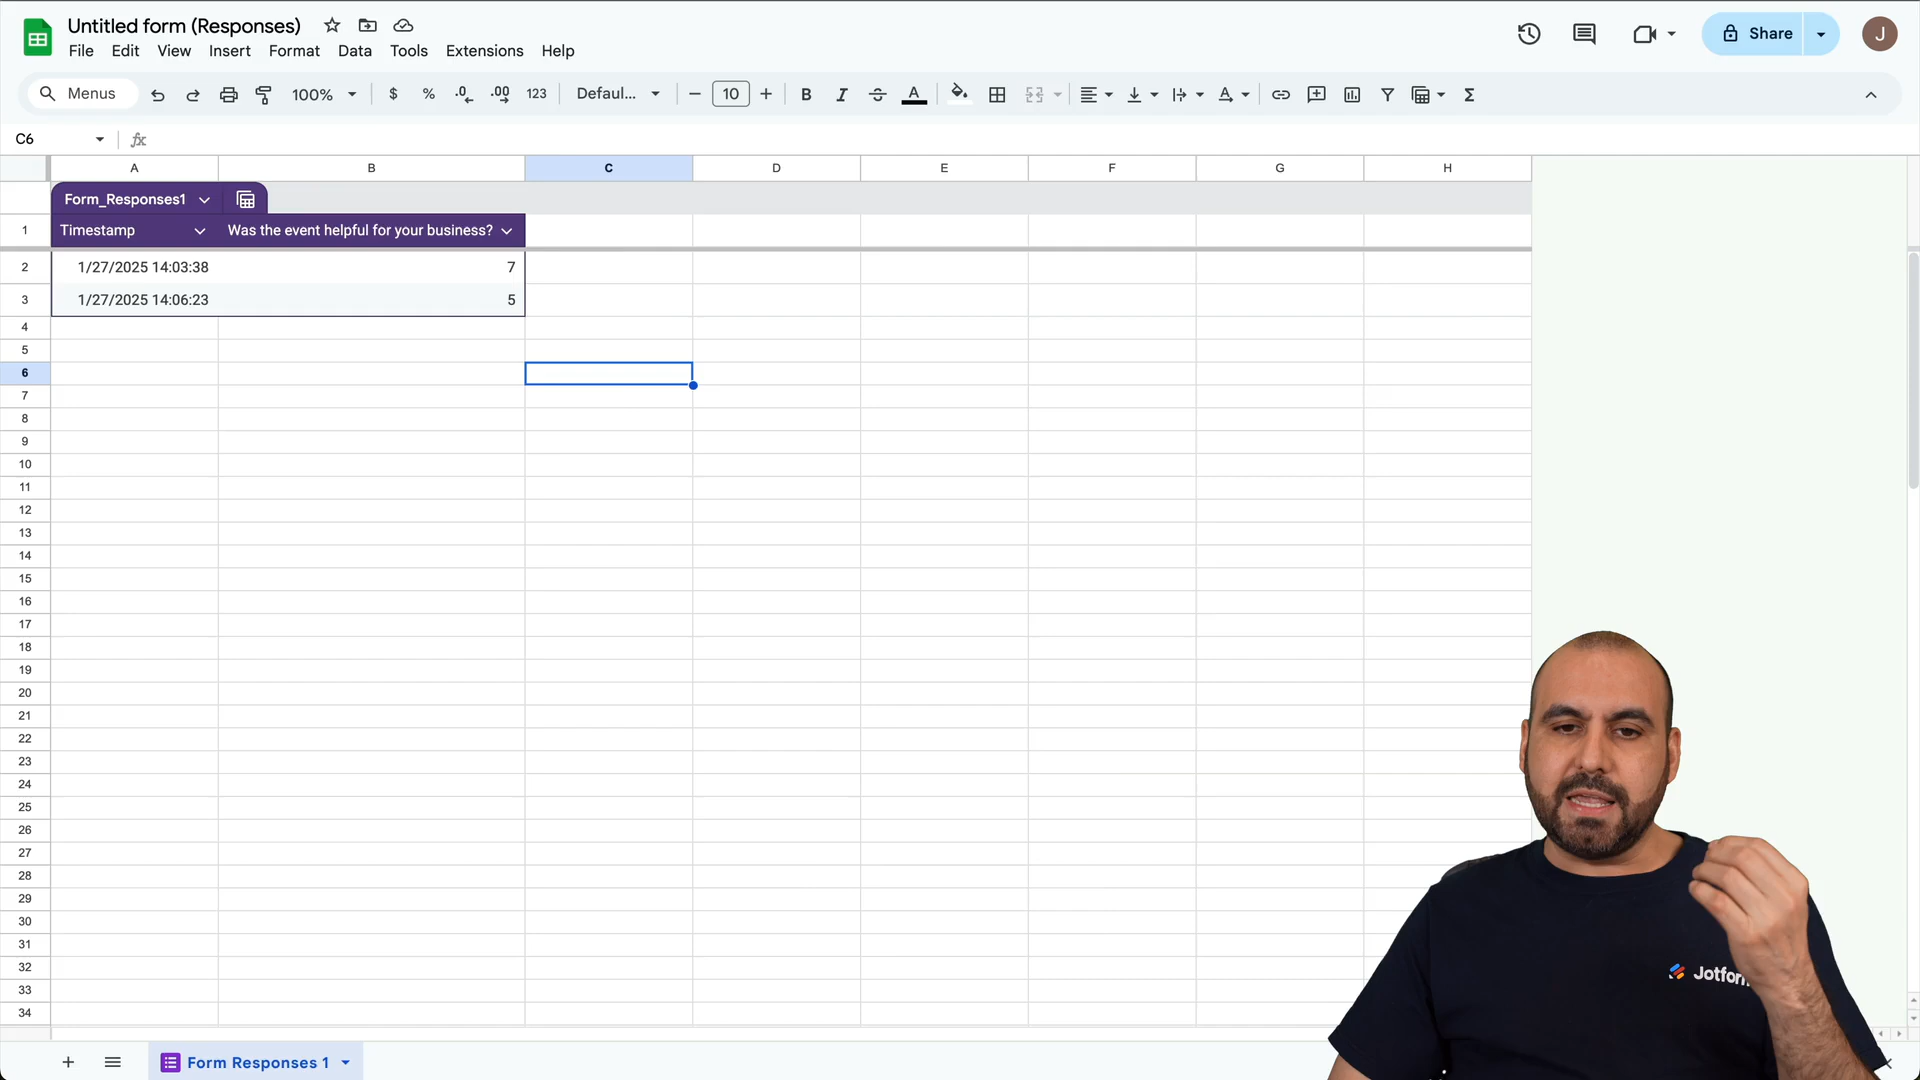 Untitled form (Responses)
J
Share
File Edit View Insert Format Data Tools Extensions Help
Menus 100% $ % .0 .00 123 Defaul... 10 B I A Σ
C6 fx
A B C D E F G H
Form_Responses1
1 Timestamp Was the event helpful for your business?
2 1/27/2025 14:03:38 7
3 1/27/2025 14:06:23 5
4
5
6
7
8
9
10
11
12
13
14
15
16
17
18
19
20
21
22
23
24
25
26
27
28
29
30
31
32
33
34
Jotform
Form Responses 1